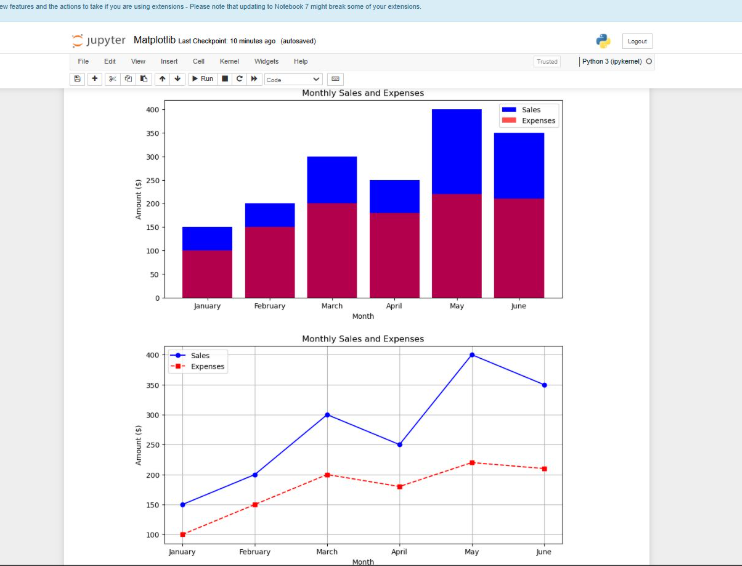 ew features and the actions to take if you are using extensions - Please note that updating to Notebook 7 might break some of your extensions.
jupyter Matplotlib Last Checkpoint: 10 minutes ago (autosaved)
Logout
File Edit View Insert Cell Kernel Widgets Help
Trusted
Python 3 (ipykernel)
Run
Code
Monthly Sales and Expenses
Sales
Expenses
400
350
300
250
200
150
100
50
0
Amount ($)
January February March April May June
Month
Monthly Sales and Expenses
Sales
Expenses
400
350
300
250
200
150
100
Amount ($)
January February March April May June
Month